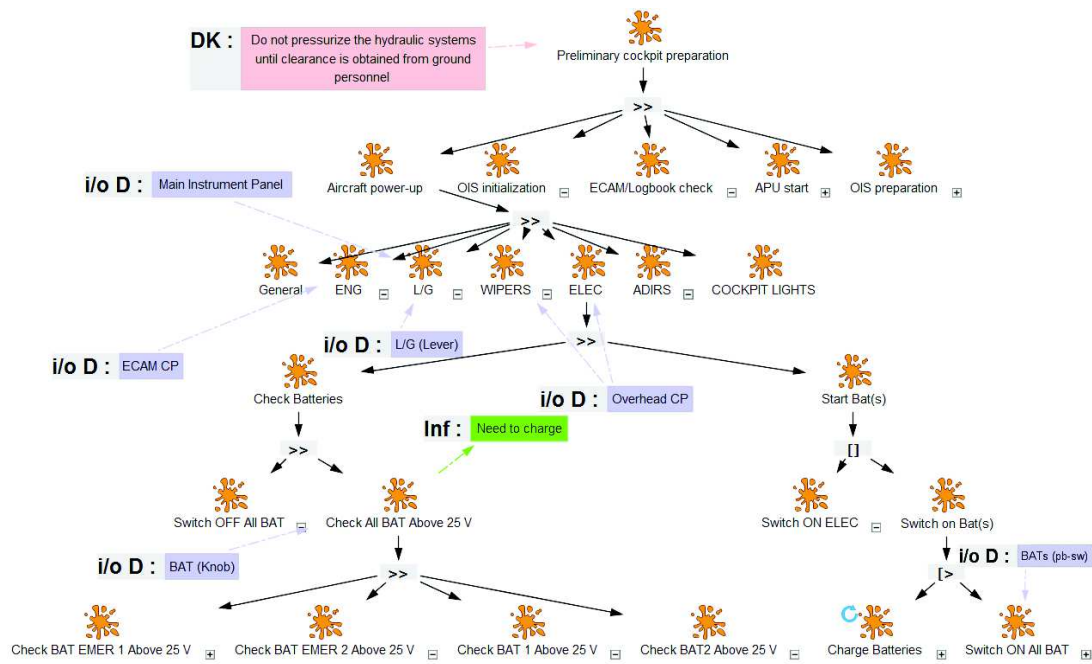 DK :
Do not pressurize the hydraulic systems
until clearance is obtained from ground
personnel
Preliminary cockpit preparation
>>
Aircraft power-up
OIS initialization
ECAM/Logbook check
APU start
OIS preparation
i/o D :
Main Instrument Panel
>>
General
ENG
L/G
WIPERS
ELEC
ADIRS
COCKPIT LIGHTS
i/o D :
L/G (Lever)
>>
i/o D :
ECAM CP
Check Batteries
i/o D :
Overhead CP
Start Bat(s)
Inf :
Need to charge
>>
[]
Switch OFF All BAT
Check All BAT Above 25 V
Switch ON ELEC
Switch on Bat(s)
i/o D :
BAT (Knob)
>>
[>
i/o D :
BATs (pb-sw)
Check BAT EMER 1 Above 25 V
Check BAT EMER 2 Above 25 V
Check BAT 1 Above 25 V
Check BAT2 Above 25 V
Charge Batteries
Switch ON All BAT